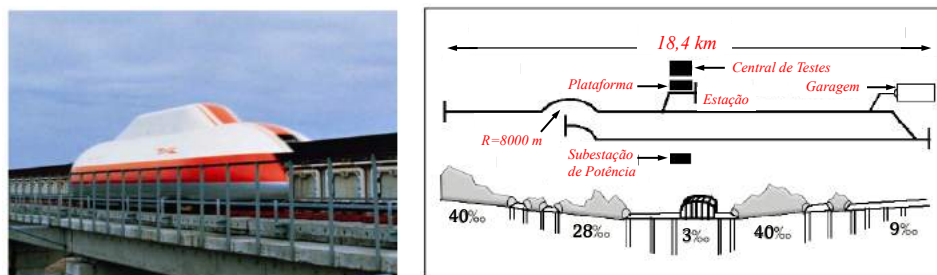 18,4 km
Central de Testes
Plataforma
Estação
Garagem
R=8000 m
Subestação
de Potência
40‰
28‰
3‰
40‰
9‰